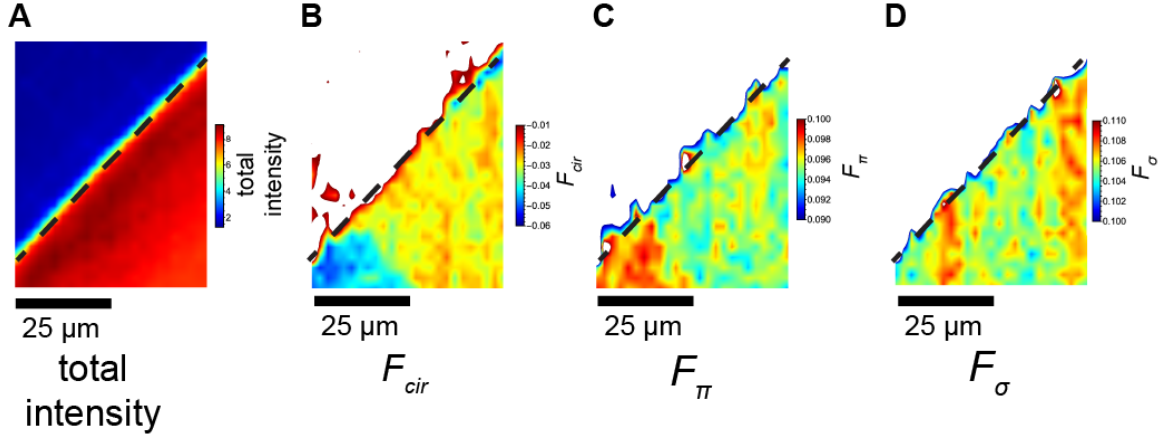 A
B
C
D
8
6
4
2
total
intensity
−0.01
−0.02
−0.03
−0.04
−0.05
−0.06
F_cir
0.100
0.098
0.096
0.094
0.092
0.090
F_π
0.110
0.108
0.106
0.104
0.102
0.100
F_σ
25 µm
25 µm
25 µm
25 µm
total
intensity
F_cir
F_π
F_σ